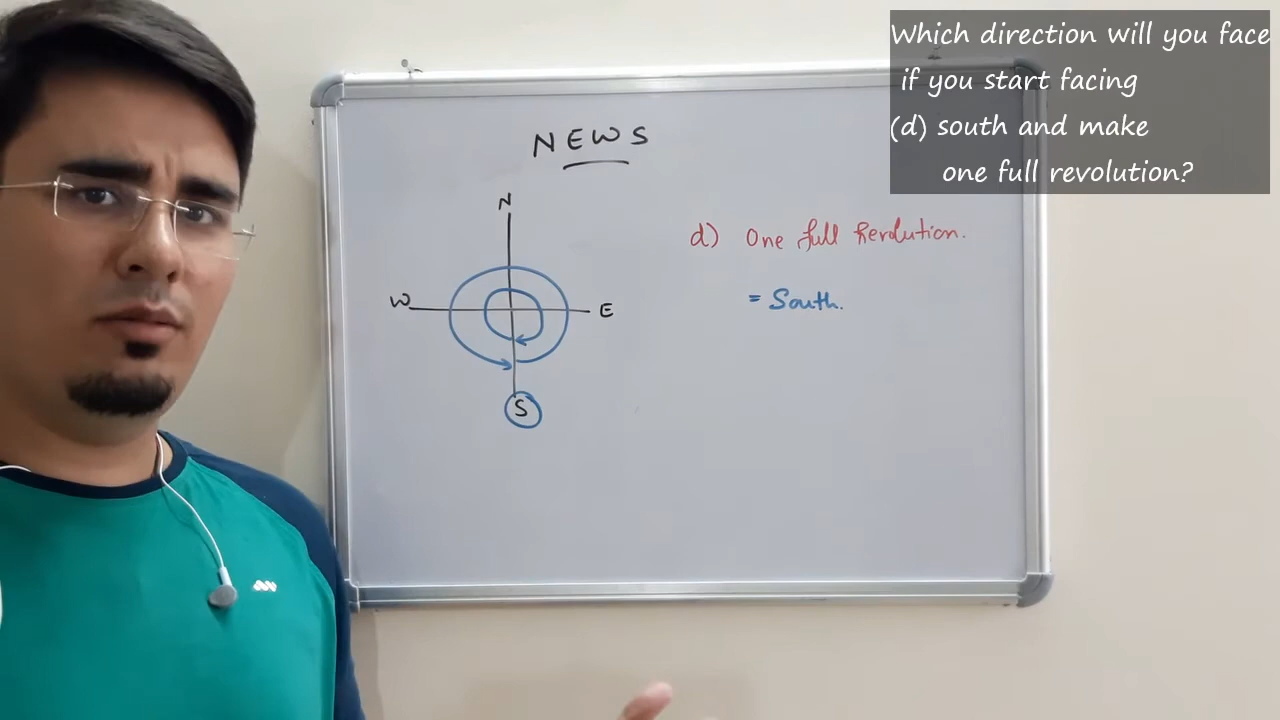 Which direction will you face
if you start facing
(d) south and make
one full revolution?
NEWS
N
d) One full Revolution.
W
E
= South.
S